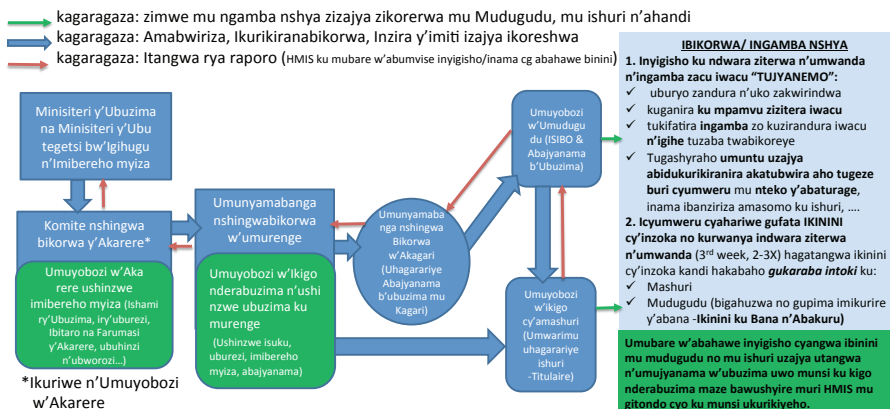 kagaragaza: zimwe mu ngamba nshya zizajya zikorerwa mu Mudugudu, mu ishuri n'ahandi
kagaragaza: Amabwiriza, Ikurikiranabikorwa, Inzira y'imiti izajya ikoreshwa
kagaragaza: Itangwa rya raporo (HMIS ku mubare w'abumvise inyigisho/inama cg abahawe binini)
Minisiteri y'Ubuzima
na Minisiteri y'Ubu
tegetsi bw'Igihugu
n'Imibereho myiza
Komite nshingwa
bikorwa y'Akarere*
Umuyobozi w'Aka
rere ushinzwe
imibereho myiza (Ishami
ry'Ubuzima, iry'uburezi,
Ibitaro na Farumasi
y'Akarere, ubuhinzi
n'ubworozi...)
*Ikuriwe n'Umuyobozi
w'Akarere
Umunyamabanga
nshingwabikorwa
w'umurenge
Umuyobozi w'Ikigo
nderabuzima n'ushi
nzwe ubuzima ku
murenge
(Ushinzwe isuku,
uburezi, imibereho
myiza, abajyanama)
Umunyamaba
nga nshingwa
Bikorwa
w'Akagari
(Uhagarariye
Abajyanama
b'ubuzima mu
Kagari)
Umuyobozi
w'Umudugu
du (ISIBO &
Abajyanama
b'Ubuzima)
Umuyobozi
w'ikigo
cy'amashuri
(Umwarimu
uhagarariye
ishuri
-Titulaire)
IBIKORWA/ INGAMBA NSHYA
1. Inyigisho ku ndwara ziterwa n'umwanda
n'ingamba zacu iwacu "TUJYANEMO":
✓ uburyo zandura n'uko zakwirindwa
✓ kuganira ku mpamvu zizitera iwacu
✓ tukifatira ingamba zo kuzirandura iwacu
n'igihe tuzaba twabikoreye
✓ Tugashyraho umuntu uzajya
abidukurikiranira akatubwira aho tugeze
buri cyumweru mu nteko y'abaturage,
inama ibanziriza amasomo ku ishuri, ....
2. Icyumweru cyahariwe gufata IKININI
cy'inzoka no kurwanya indwara ziterwa
n'umwanda (3rd week, 2-3X) hagatangwa ikinini
cy'inzoka kandi hakabaho gukaraba intoki ku:
✓ Mashuri
✓ Mudugudu (bigahuzwa no gupima imikurire
y'abana -Ikinini ku Bana n'Abakuru)
Umubare w'abahawe inyigisho cyangwa ibinini
mu mudugudu no mu ishuri uzajya utangwa
n'umujyanama w'ubuzima uwo munsi ku kigo
nderabuzima maze bawushyire muri HMIS mu
gitondo cyo ku munsi ukurikiyeho.